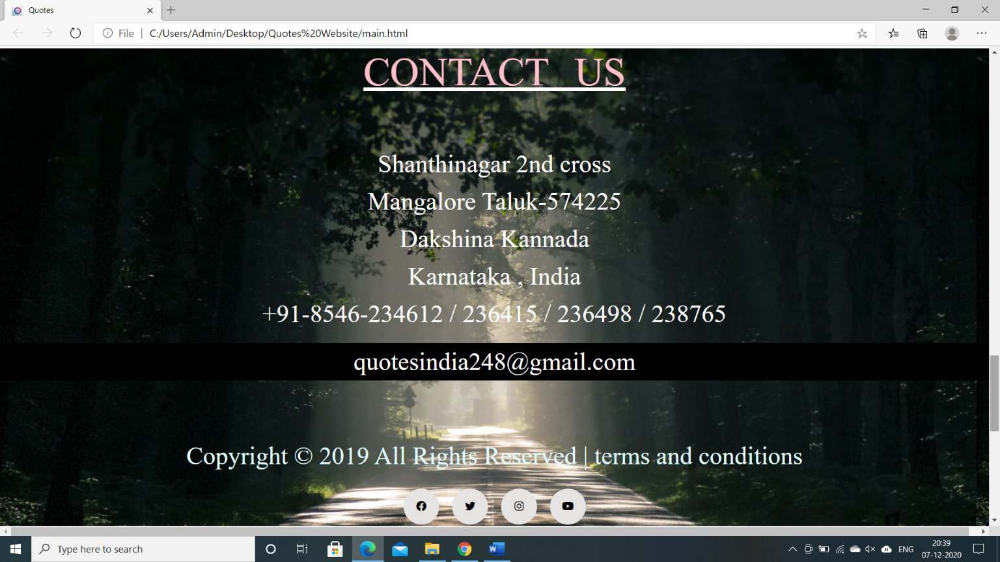 Quotes
File | C:/Users/Admin/Desktop/Quotes%20Website/main.html
CONTACT US
Shanthinagar 2nd cross
Mangalore Taluk-574225
Dakshina Kannada
Karnataka , India
+91-8546-234612 / 236415 / 236498 / 238765
quotesindia248@gmail.com
Copyright © 2019 All Rights Reserved | terms and conditions
Type here to search
ENG
20:39
07-12-2020